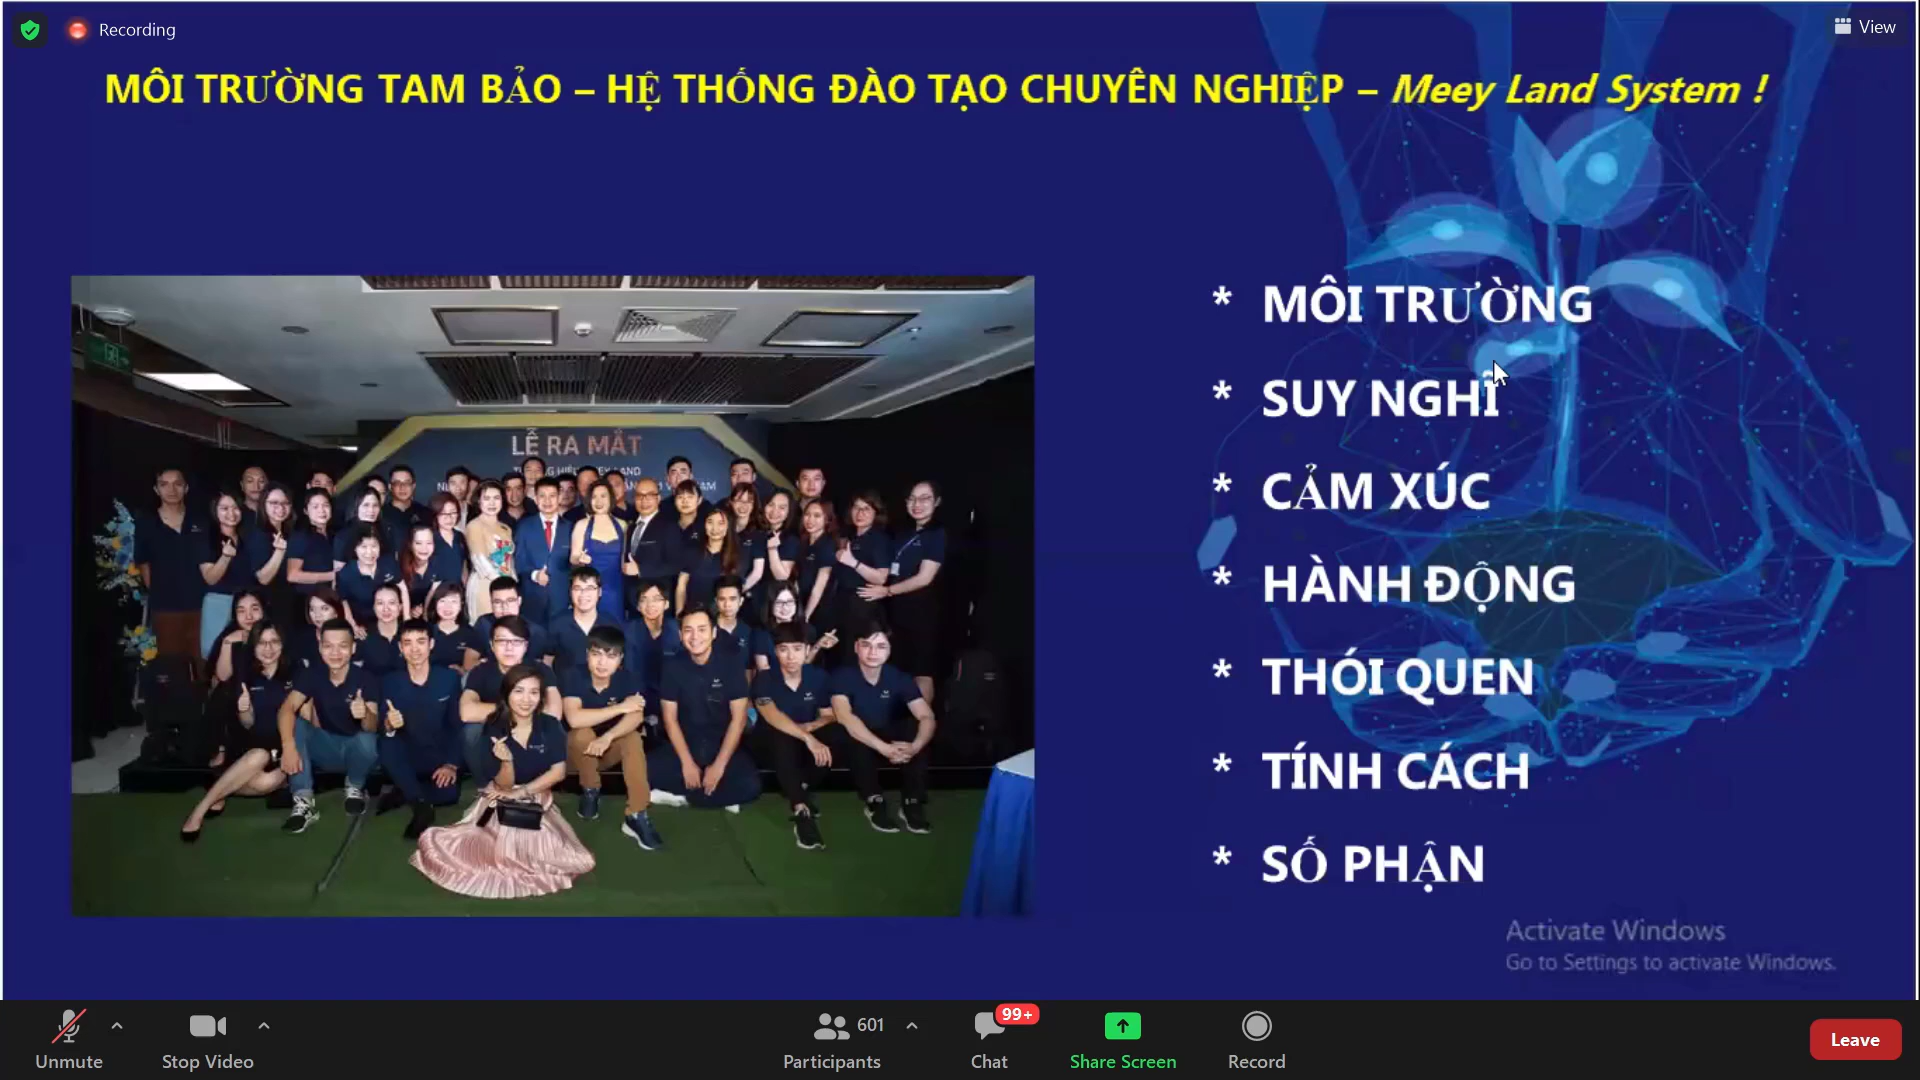 Recording
View
MÔI TRƯỜNG TAM BẢO – HỆ THỐNG ĐÀO TẠO CHUYÊN NGHIỆP – Meey Land System !
* MÔI TRƯỜNG
* SUY NGHĨ
* CẢM XÚC
* HÀNH ĐỘNG
* THÓI QUEN
* TÍNH CÁCH
* SỐ PHẬN
LỄ RA MẮT
Activate Windows
Go to Settings to activate Windows.
Unmute
Stop Video
601
Participants
99+
Chat
Share Screen
Record
Leave